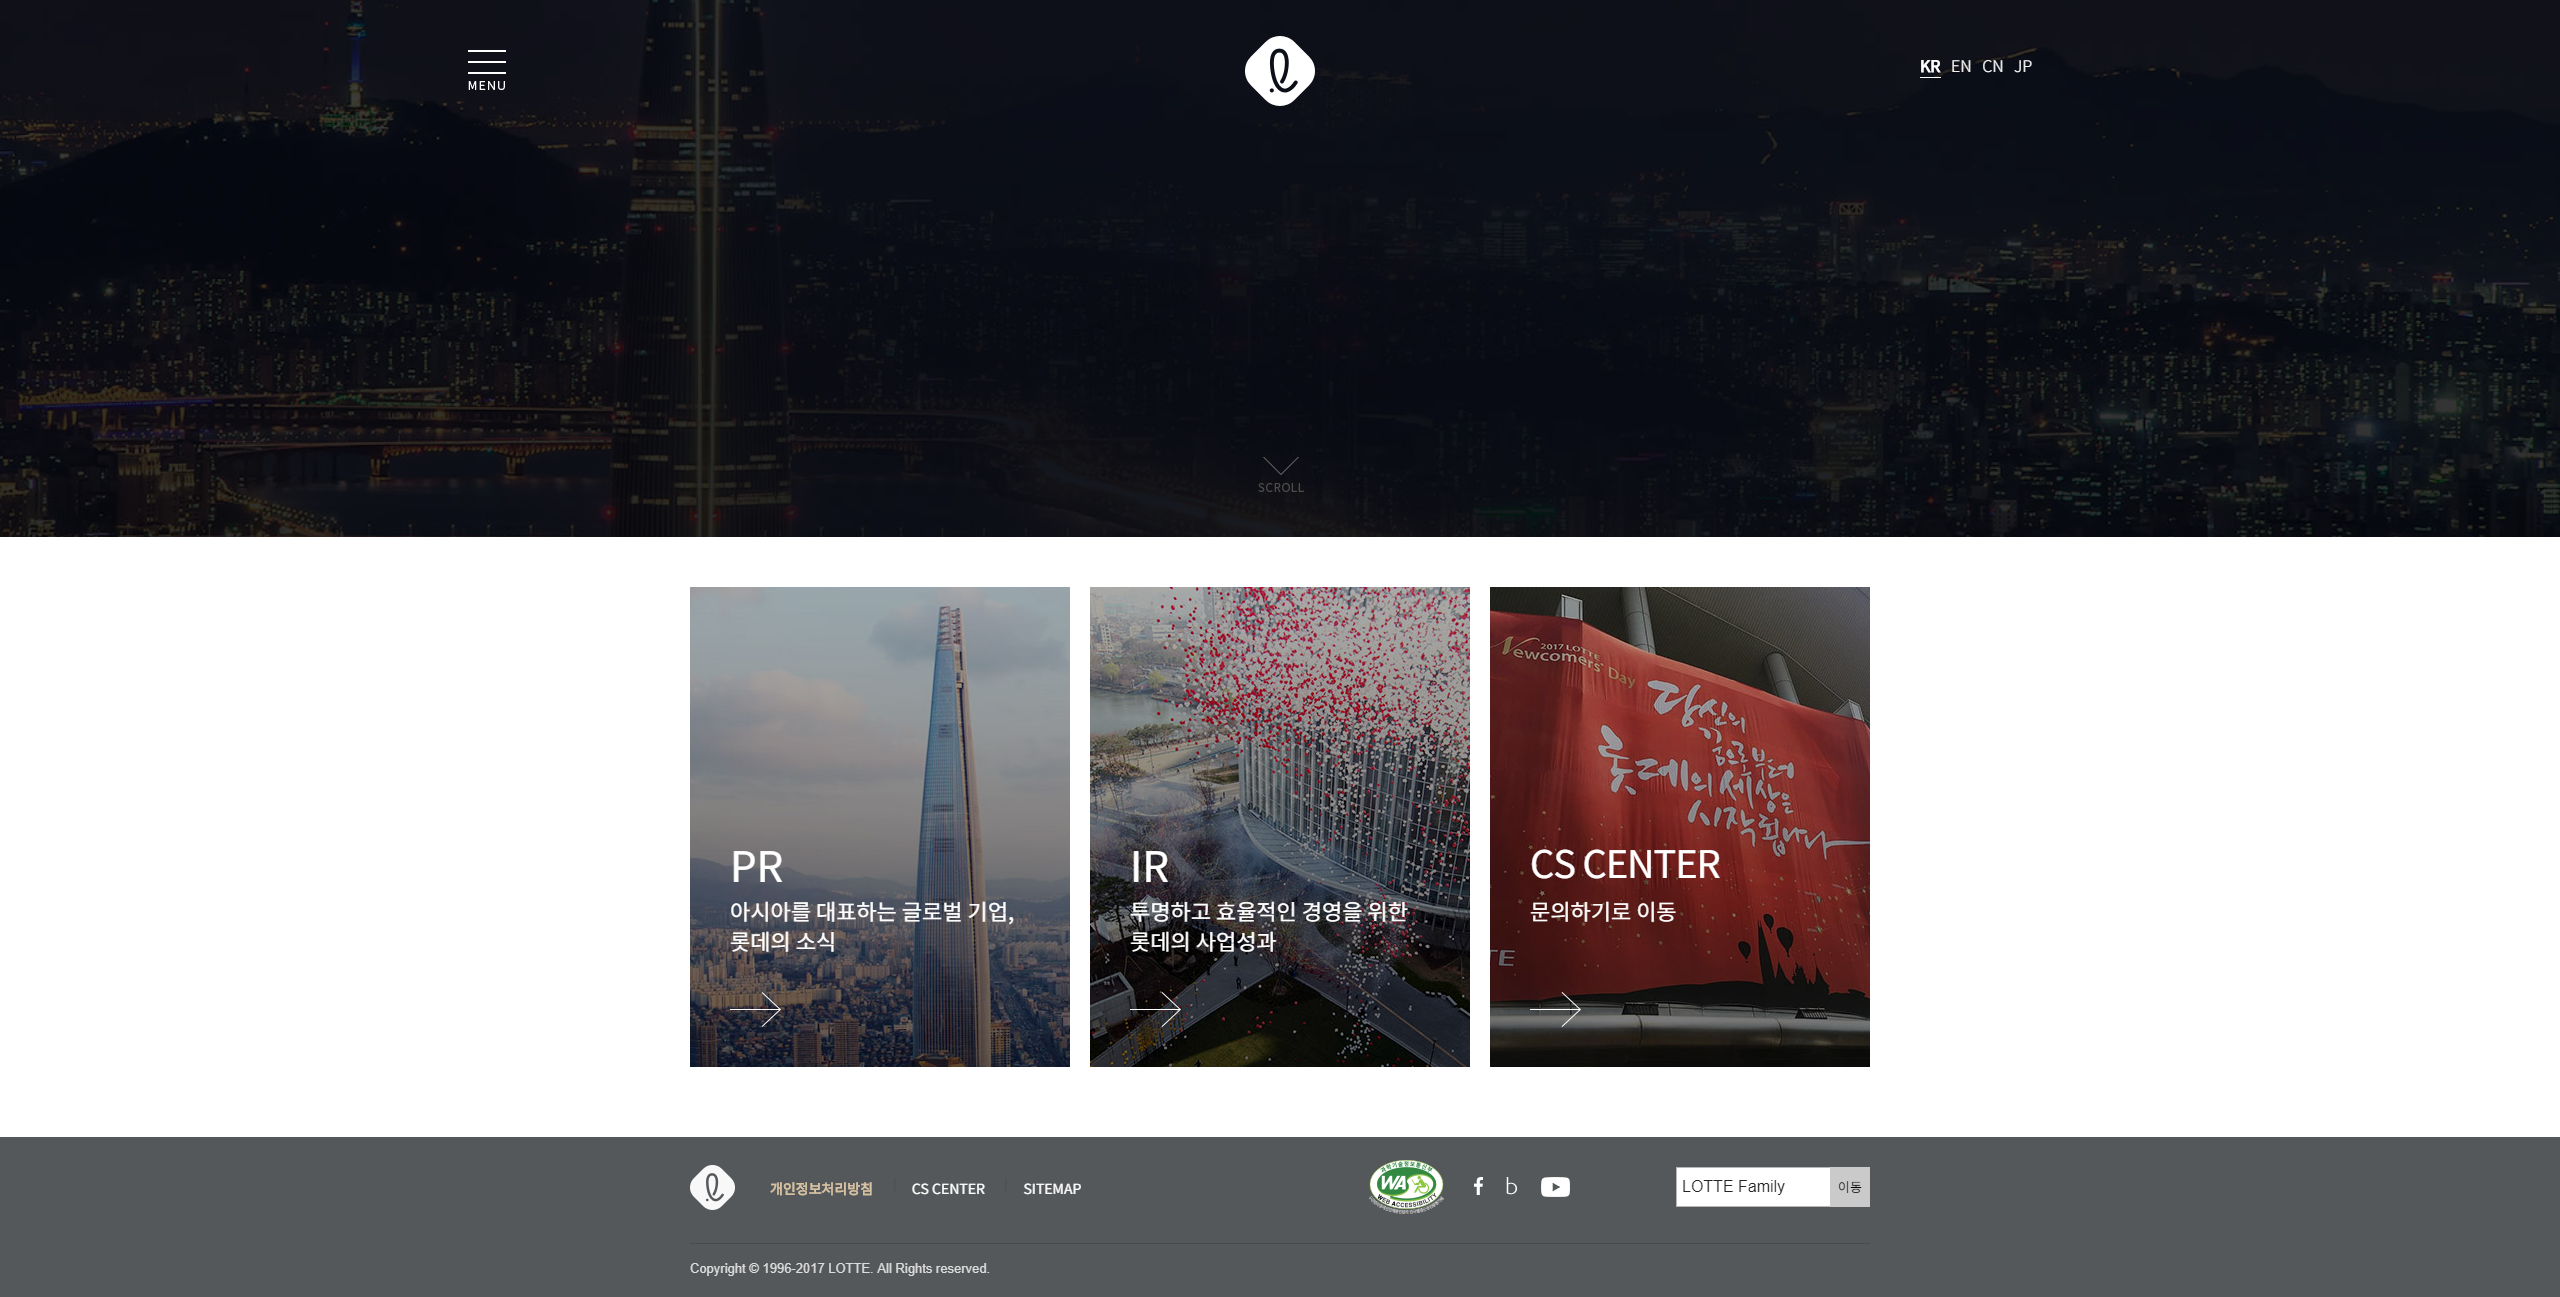 MENU
KR EN CN JP
SCROLL
2017 LOTTE
Newcomers' Day
당신의
꿈으로부터
롯데의 세상은
시작됩니다
PR
아시아를 대표하는 글로벌 기업,
롯데의 소식
IR
투명하고 효율적인 경영을 위한
롯데의 사업성과
CS CENTER
문의하기로 이동
TE
개인정보처리방침
CS CENTER
SITEMAP
WA
WEB ACCESSIBILITY
LOTTE Family
이동
Copyright © 1996-2017 LOTTE. All Rights reserved.